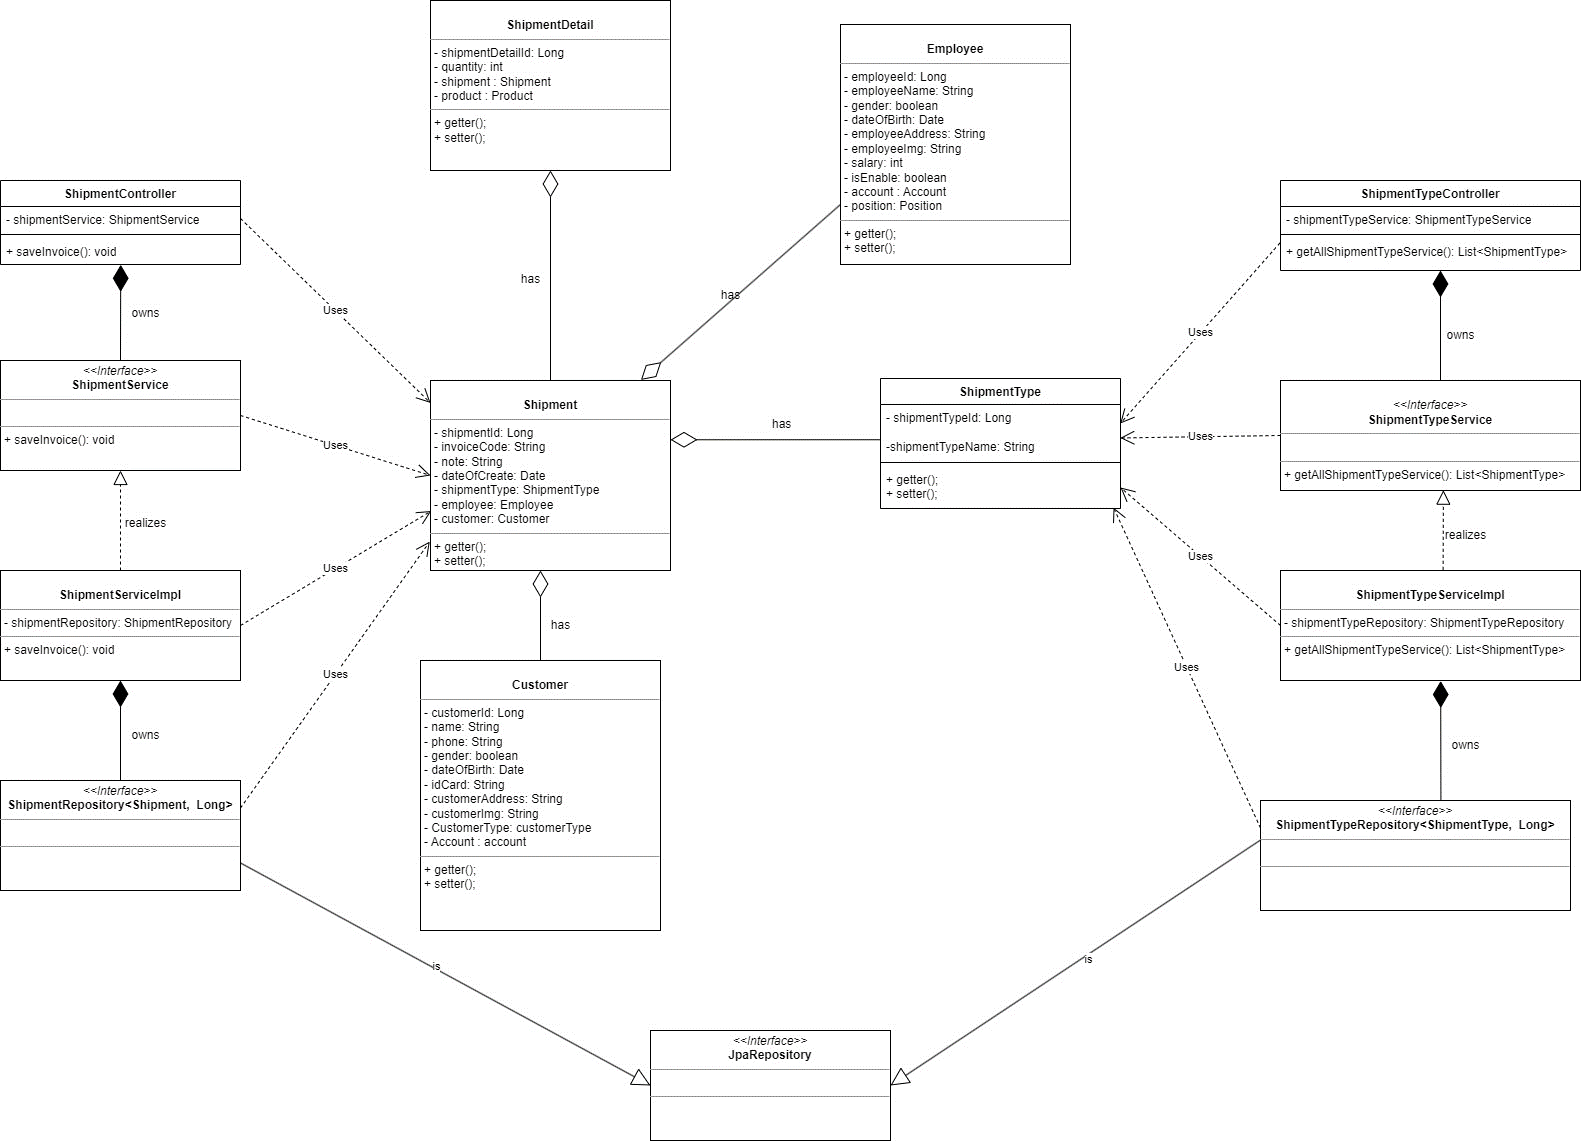 ShipmentDetail
- shipmentDetailId: Long
- quantity: int
- shipment : Shipment
- product : Product
+ getter();
+ setter();
Employee
- employeeId: Long
- employeeName: String
- gender: boolean
- dateOfBirth: Date
- employeeAddress: String
- employeeImg: String
- salary: int
- isEnable: boolean
- account : Account
- position: Position
+ getter();
+ setter();
ShipmentController
- shipmentService: ShipmentService
+ saveInvoice(): void
owns
<<Interface>>
ShipmentService
+ saveInvoice(): void
realizes
ShipmentServiceImpl
- shipmentRepository: ShipmentRepository
+ saveInvoice(): void
owns
<<Interface>>
ShipmentRepository<Shipment, Long>
Uses
Uses
Uses
Uses
has
has
Shipment
- shipmentId: Long
- invoiceCode: String
- note: String
- dateOfCreate: Date
- shipmentType: ShipmentType
- employee: Employee
- customer: Customer
+ getter();
+ setter();
has
has
Customer
- customerId: Long
- name: String
- phone: String
- gender: boolean
- dateOfBirth: Date
- idCard: String
- customerAddress: String
- customerImg: String
- CustomerType: customerType
- Account : account
+ getter();
+ setter();
ShipmentType
- shipmentTypeId: Long
-shipmentTypeName: String
+ getter();
+ setter();
Uses
Uses
Uses
Uses
ShipmentTypeController
- shipmentTypeService: ShipmentTypeService
+ getAllShipmentTypeService(): List<ShipmentType>
owns
<<Interface>>
ShipmentTypeService
+ getAllShipmentTypeService(): List<ShipmentType>
realizes
ShipmentTypeServiceImpl
- shipmentTypeRepository: ShipmentTypeRepository
+ getAllShipmentTypeService(): List<ShipmentType>
owns
<<Interface>>
ShipmentTypeRepository<ShipmentType, Long>
is
is
<<Interface>>
JpaRepository